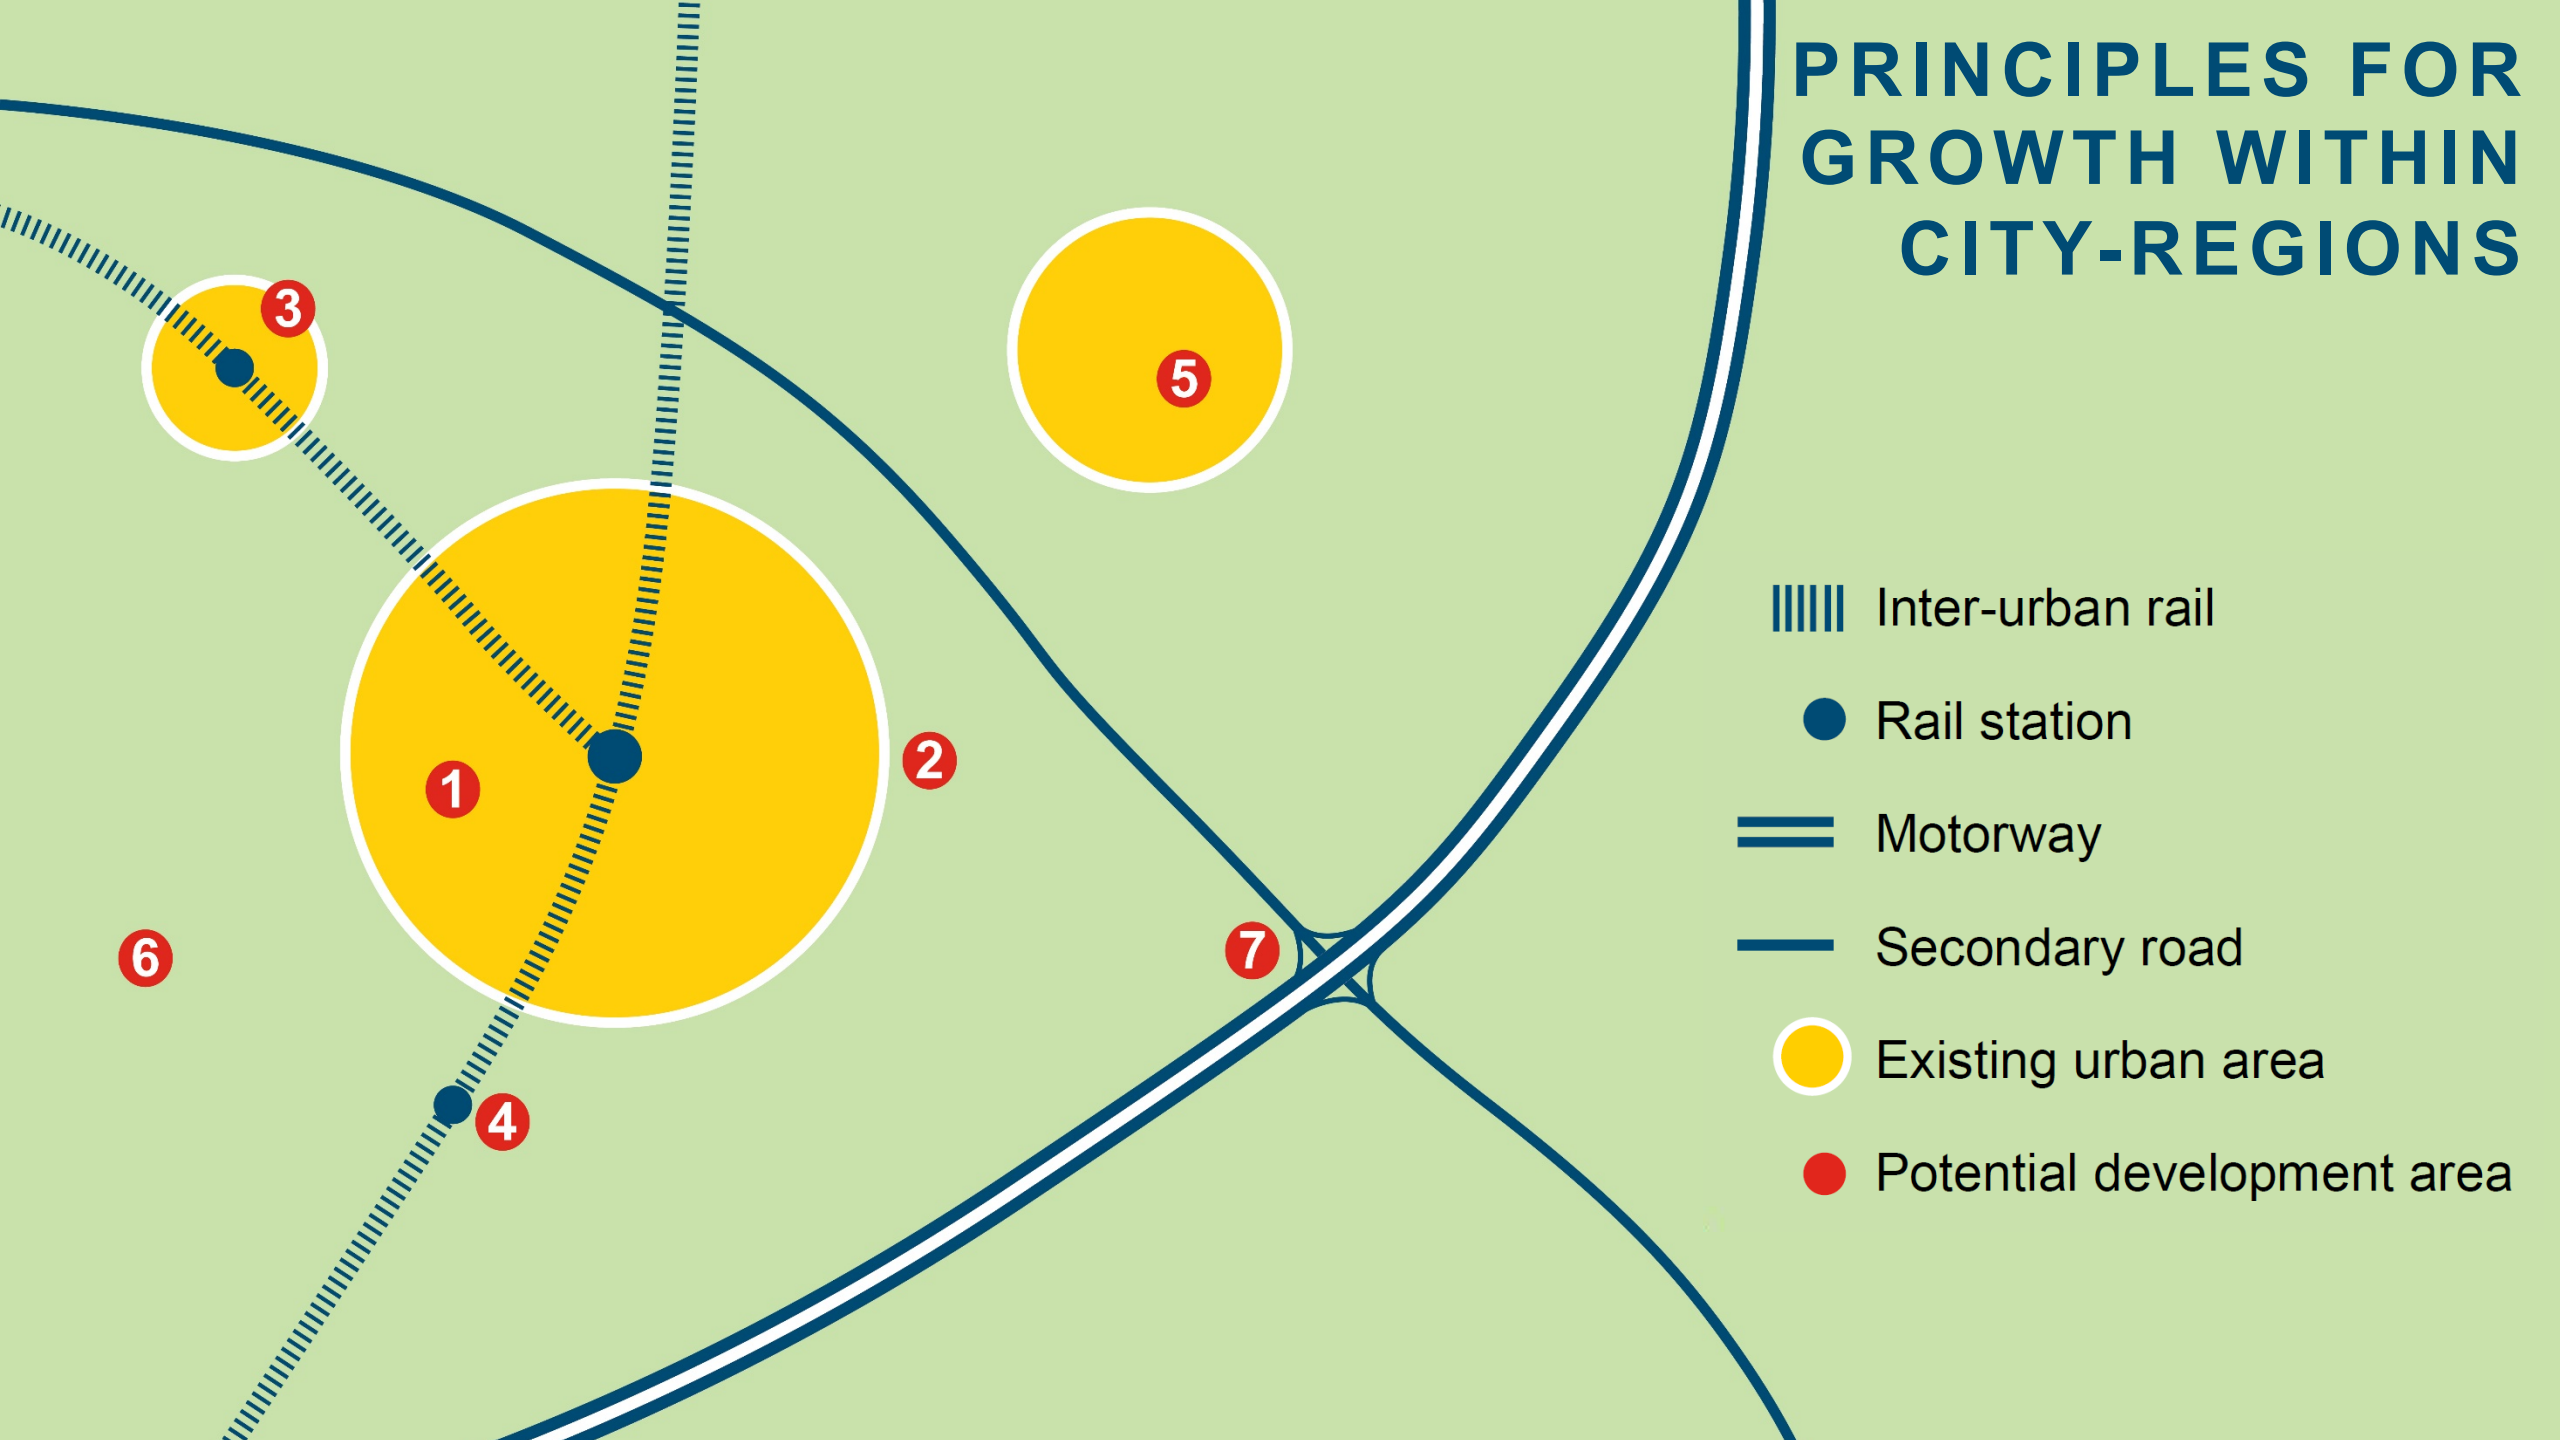 PRINCIPLES FOR
GROWTH WITHIN
CITY-REGIONS
3
5
1
2
6
7
4
Inter-urban rail
Rail station
Motorway
Secondary road
Existing urban area
Potential development area